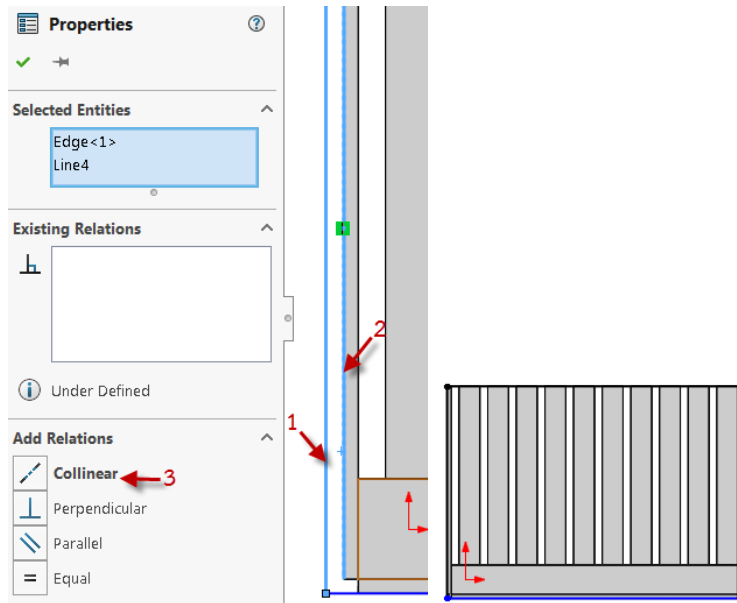 Properties
Selected Entities
Edge<1>
Line4
Existing Relations
Under Defined
Add Relations
Collinear
Perpendicular
Parallel
Equal
1
2
3